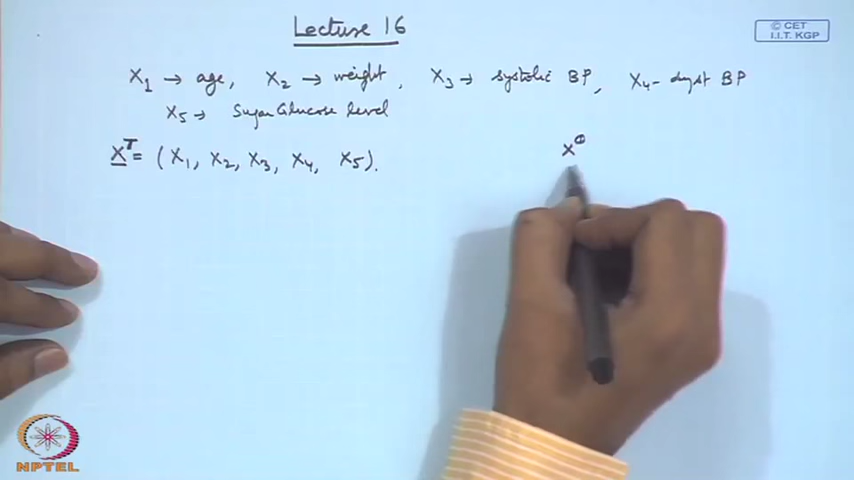 Lecture 16
© CET
I.I.T. KGP
X₁ → age, X₂ → weight, X₃ → systolic BP, X₄ - dyst BP
X₅ → Sugar Glucose level
X^T = (X₁, X₂, X₃, X₄, X₅).
NPTEL